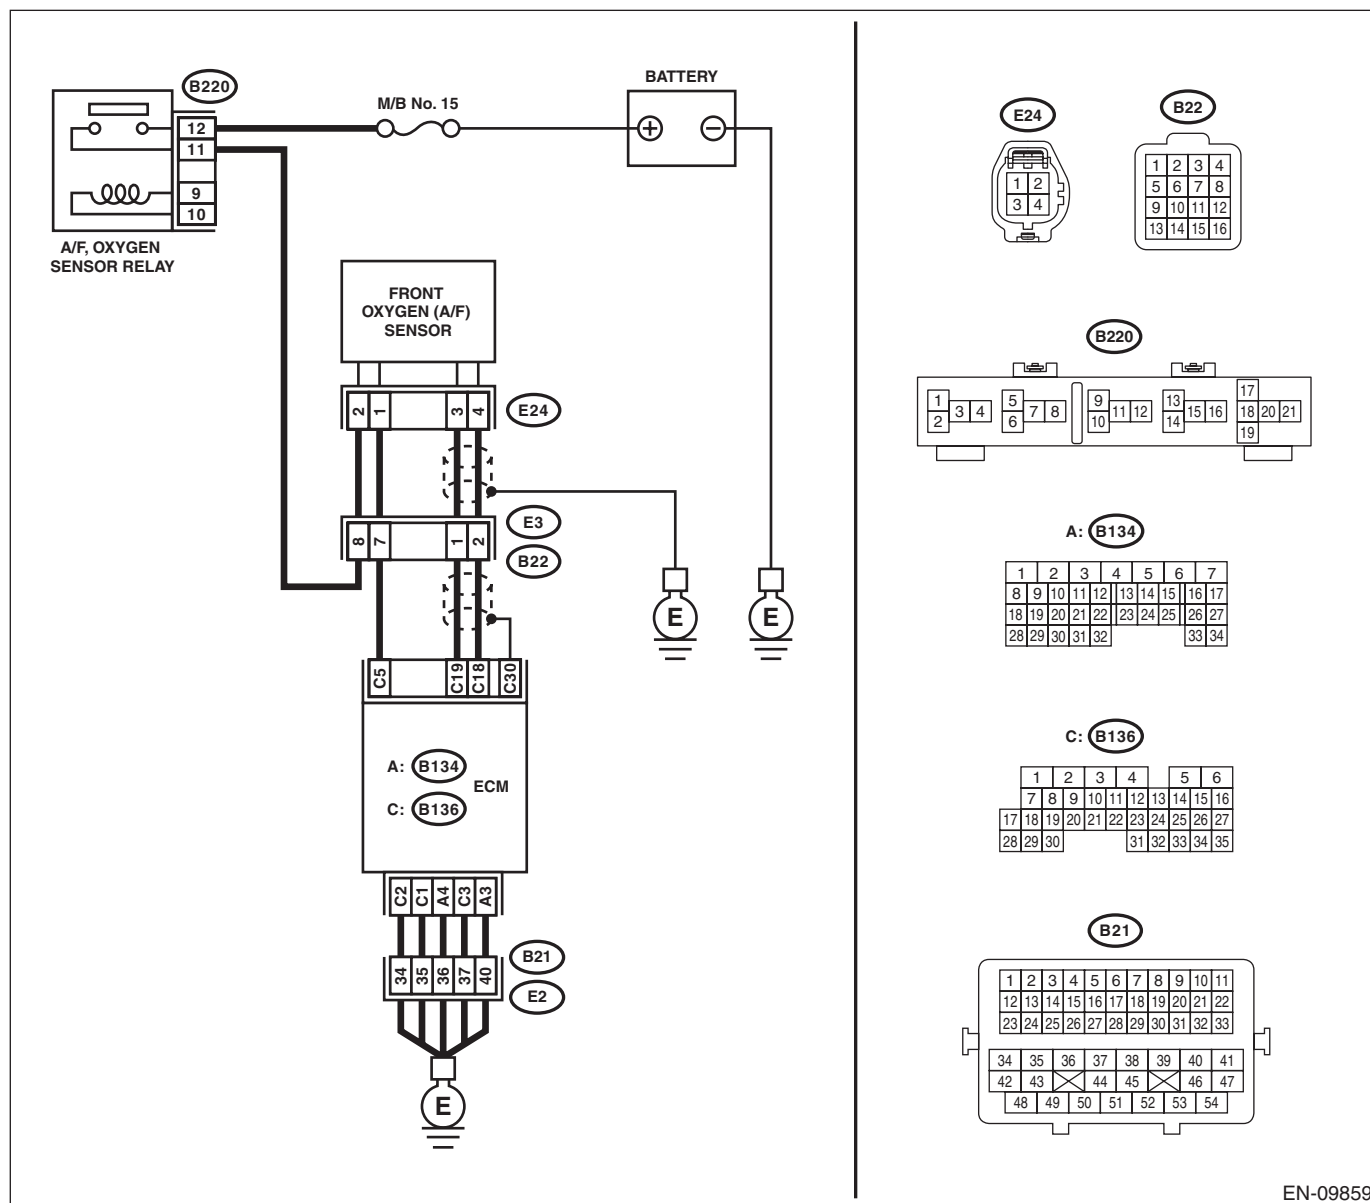 B220
12
11
9
10
A/F, OXYGEN
SENSOR RELAY
M/B No. 15
BATTERY
+ −
FRONT
OXYGEN (A/F)
SENSOR
2 1 3 4
E24
8 7 1 2
E3
B22
E
E
C5 C19 C18 C30
A: B134
ECM
C: B136
C2 C1 A4 C3 A3
B21
34 35 36 37 40
E2
E
E24
1 2
3 4
B22
1 2 3 4
5 6 7 8
9 10 11 12
13 14 15 16
B220
1 2 3 4
5 6 7 8
9 10 11 12
13 14 15 16
17 18 19 20 21
A: B134
1 2 3 4 5 6 7
8 9 10 11 12 13 14 15 16 17
18 19 20 21 22 23 24 25 26 27
28 29 30 31 32 33 34
C: B136
1 2 3 4 5 6
7 8 9 10 11 12 13 14 15 16
17 18 19 20 21 22 23 24 25 26 27
28 29 30 31 32 33 34 35
B21
1 2 3 4 5 6 7 8 9 10 11
12 13 14 15 16 17 18 19 20 21 22
23 24 25 26 27 28 29 30 31 32 33
34 35 36 37 38 39 40 41
42 43 44 45 46 47
48 49 50 51 52 53 54
EN-09859